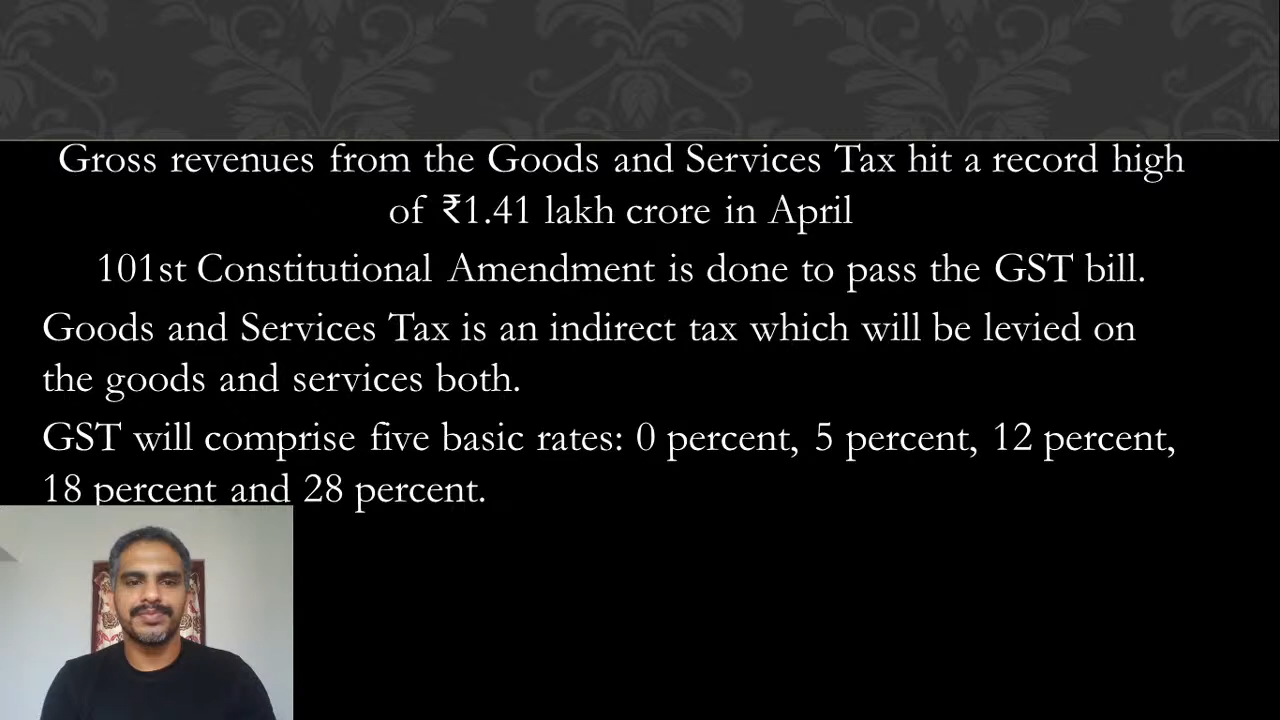 Gross revenues from the Goods and Services Tax hit a record high
of ₹1.41 lakh crore in April
101st Constitutional Amendment is done to pass the GST bill.
Goods and Services Tax is an indirect tax which will be levied on
the goods and services both.
GST will comprise five basic rates: 0 percent, 5 percent, 12 percent,
18 percent and 28 percent.